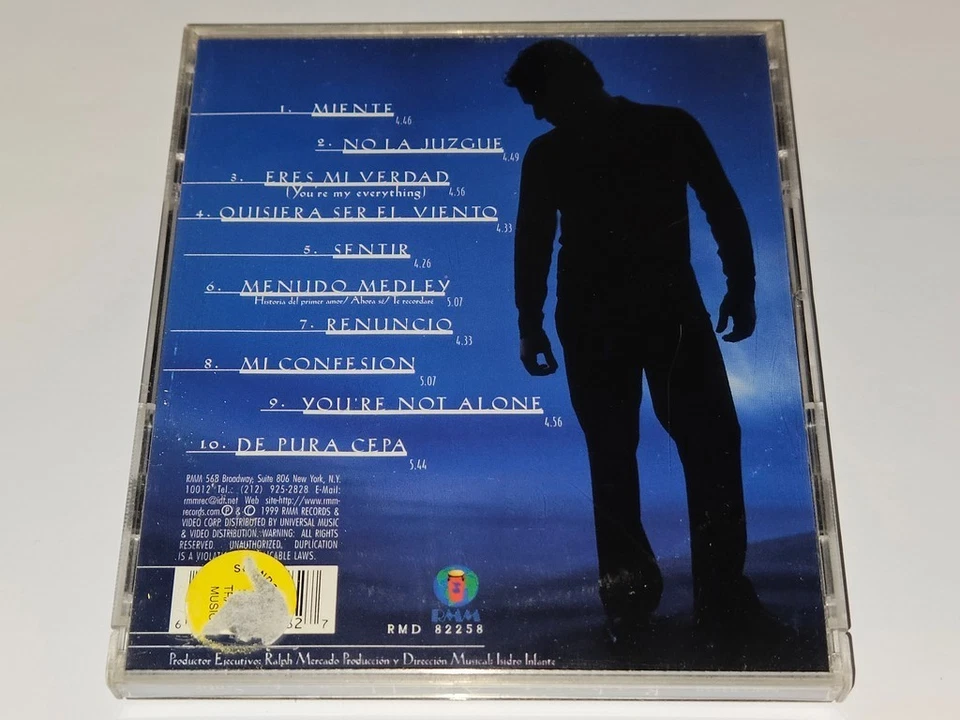 1. MIENTE 4.46
2. NO LA JUZGUE 4.49
3. ERES MI VERDAD
(You're my everything) 4.56
4. QUISIERA SER EL VIENTO 4.33
5. SENTIR 4.26
6. MENUDO MEDLEY
Historia del primer amor/ Ahora sé/ Te recordaré 5.07
7. RENUNCIO 4.33
8. MI CONFESION 5.07
9. YOU'RE NOT ALONE 4.56
10. DE PURA CEPA 5.44
RMM 568 Broadway, Suite 806 New York, N.Y.
10012 Tel.: (212) 925-2828 E-Mail:
rmmrec@idt.net Web site-http://www.rmm-
records.com ℗ & © 1999 RMM RECORDS &
VIDEO CORP. DISTRIBUTED BY UNIVERSAL MUSIC
& VIDEO DISTRIBUTION. WARNING: ALL RIGHTS
RESERVED. UNAUTHORIZED DUPLICATION
IS A
LAWS.
MUSIC
6 7
RMM
RMD 82258
Productor Ejecutivo: Ralph Mercado Producción y Dirección Musical: Isidro Infante